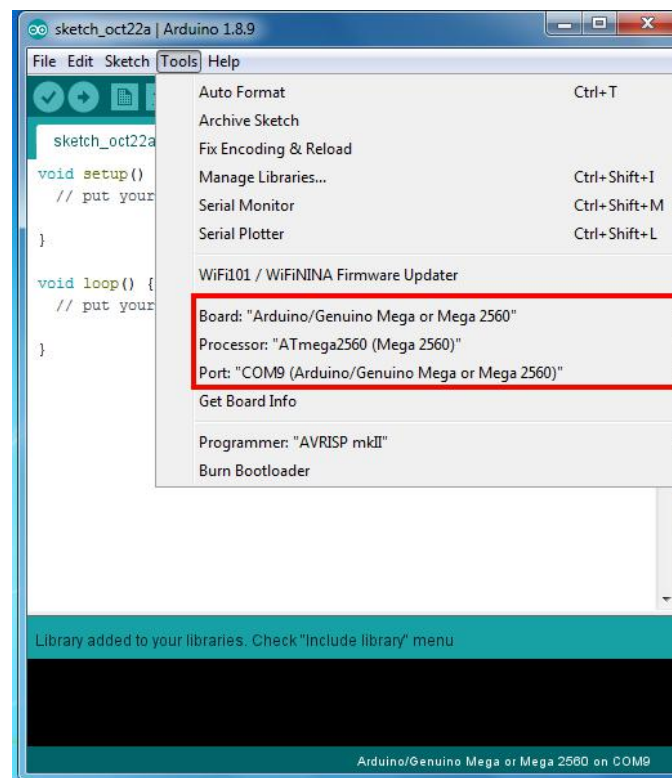 sketch_oct22a | Arduino 1.8.9
File Edit Sketch Tools Help
Auto Format Ctrl+T
Archive Sketch
sketch_oct22a
Fix Encoding & Reload
void setup()
Manage Libraries... Ctrl+Shift+I
// put your
Serial Monitor Ctrl+Shift+M
}
Serial Plotter Ctrl+Shift+L
WiFi101 / WiFiNINA Firmware Updater
void loop() {
// put your
Board: "Arduino/Genuino Mega or Mega 2560"
Processor: "ATmega2560 (Mega 2560)"
}
Port: "COM9 (Arduino/Genuino Mega or Mega 2560)"
Get Board Info
Programmer: "AVRISP mkII"
Burn Bootloader
Library added to your libraries. Check "Include library" menu
Arduino/Genuino Mega or Mega 2560 on COM9